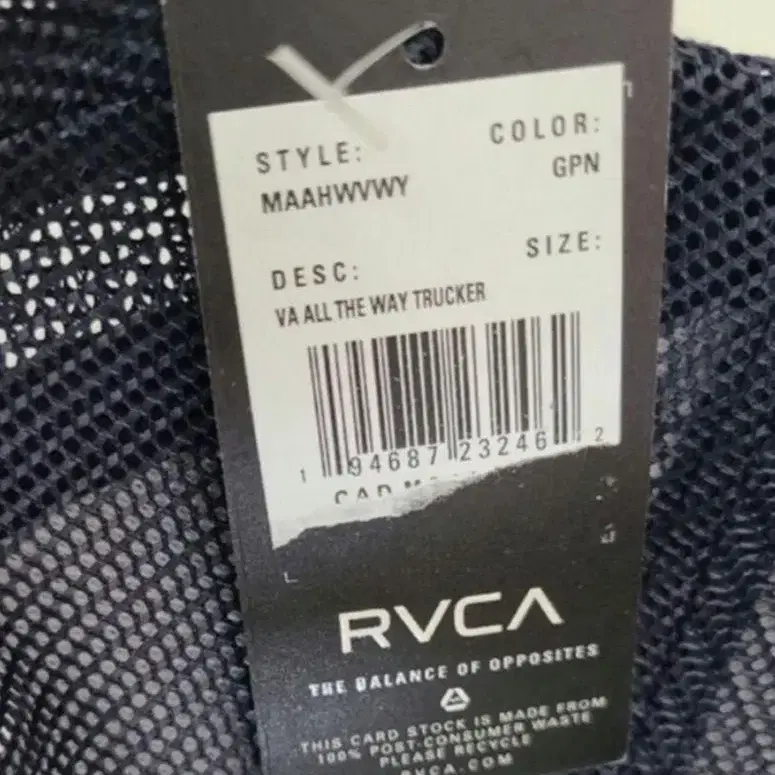 STYLE:
MAAHWVWY
COLOR:
GPN
SIZE:
DESC:
VA ALL THE WAY TRUCKER
1 94687 23246 2
CAD
RVCA
THE BALANCE OF OPPOSITES
THIS CARD STOCK IS MADE FROM
100% POST-CONSUMER WASTE
PLEASE RECYCLE
RVCA.COM